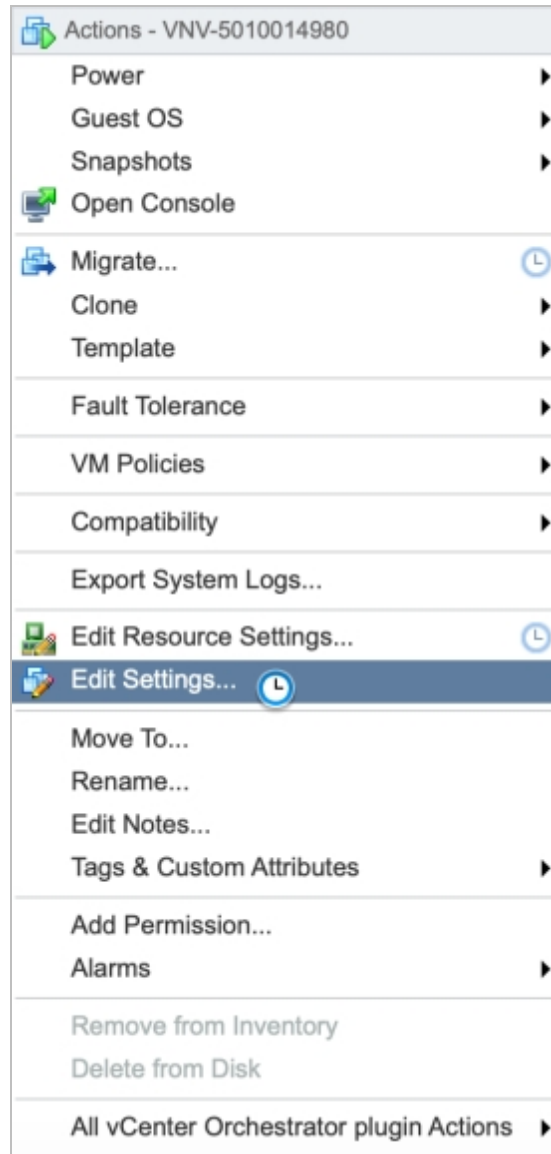 Actions - VNV-5010014980
Power
Guest OS
Snapshots
Open Console
Migrate...
Clone
Template
Fault Tolerance
VM Policies
Compatibility
Export System Logs...
Edit Resource Settings...
Edit Settings...
Move To...
Rename...
Edit Notes...
Tags & Custom Attributes
Add Permission...
Alarms
Remove from Inventory
Delete from Disk
All vCenter Orchestrator plugin Actions